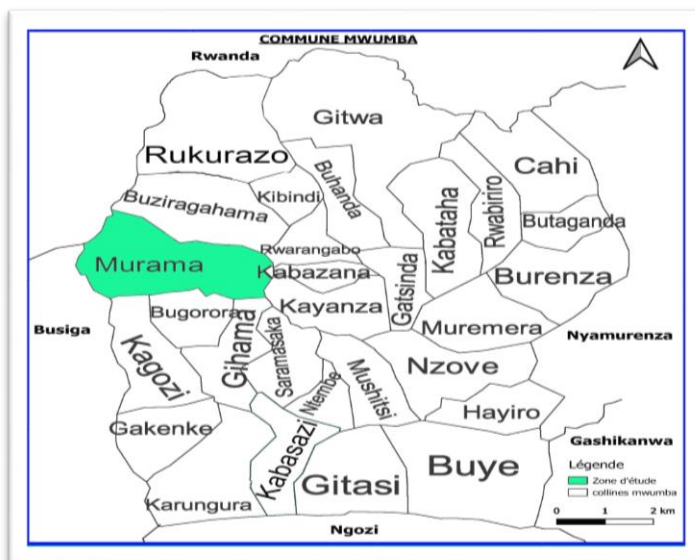 COMMUNE MWUMBA
Rwanda
Gitwa
Rukurazo
Cahi
Buhanda
Kibindi
Buziragahama
Kabataha
Rwabiriro
Butaganda
Rwarangabo
Murama
Kabazana
Gatsinda
Burenza
Kayanza
Bugorora
Busiga
Gihama
Saramasaka
Muremera
Nyamurenza
Kagozi
Mushitsi
Nzove
Ntembe
Hayiro
Gakenke
Kabasazi
Gashikanwa
Buye
Légende
Zone d'étude
collines mwumba
Gitasi
Karungura
0 1 2 km
Ngozi